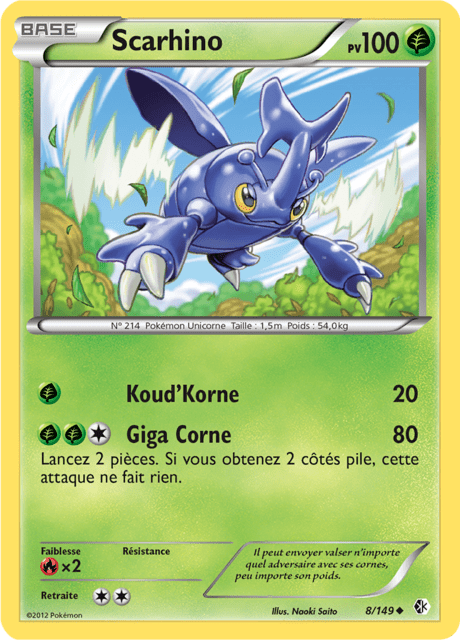 BASE
Scarhino
PV100
N° 214 Pokémon Unicorne Taille : 1,5m Poids : 54,0kg
Koud'Korne 20
Giga Corne 80
Lancez 2 pièces. Si vous obtenez 2 côtés pile, cette
attaque ne fait rien.
Faiblesse Résistance
×2
Retraite
Il peut envoyer valser n'importe
quel adversaire avec ses cornes,
peu importe son poids.
Illus. Naoki Saito 8/149
©2012 Pokémon